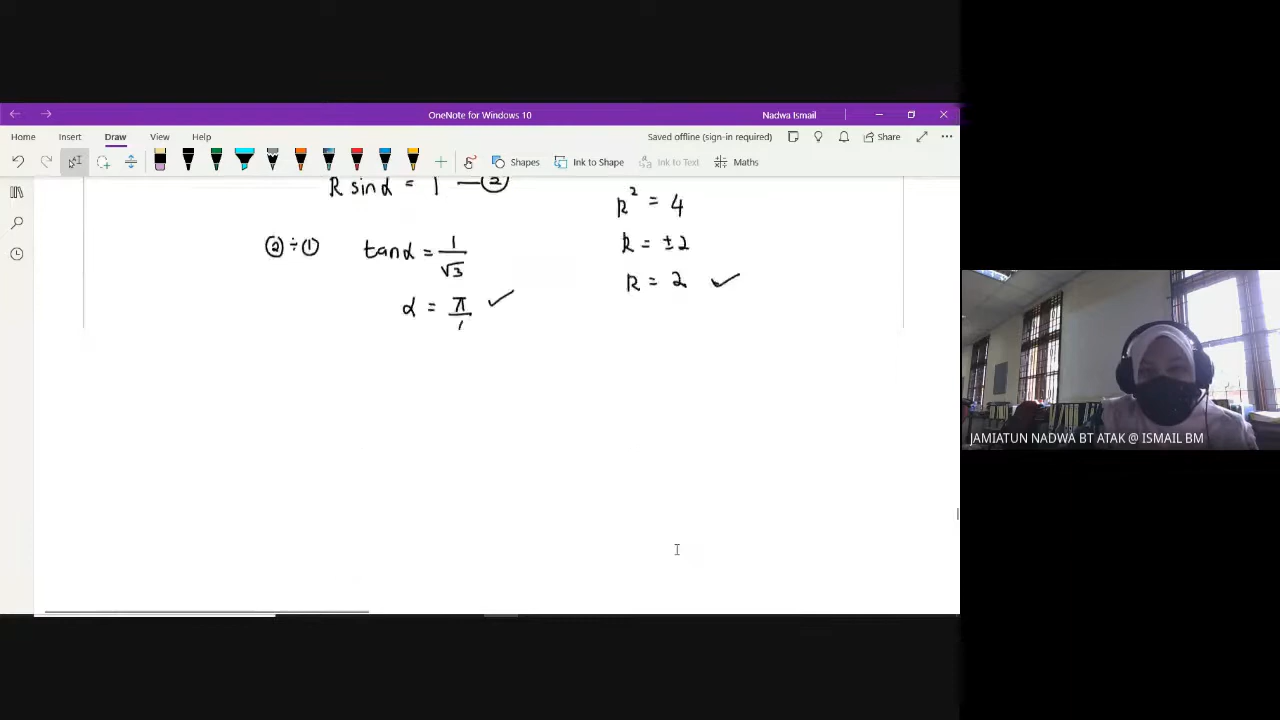 OneNote for Windows 10
Nadwa Ismail
Home Insert Draw View Help
Saved offline (sign-in required)
Share
Shapes
Ink to Shape
Ink to Text
Maths
R sin α = 1 — ②
② ÷ ① tan α = 1/√3
α = π/
R² = 4
R = ±2
R = 2 ✓
JAMIATUN NADWA BT ATAK @ ISMAIL BM